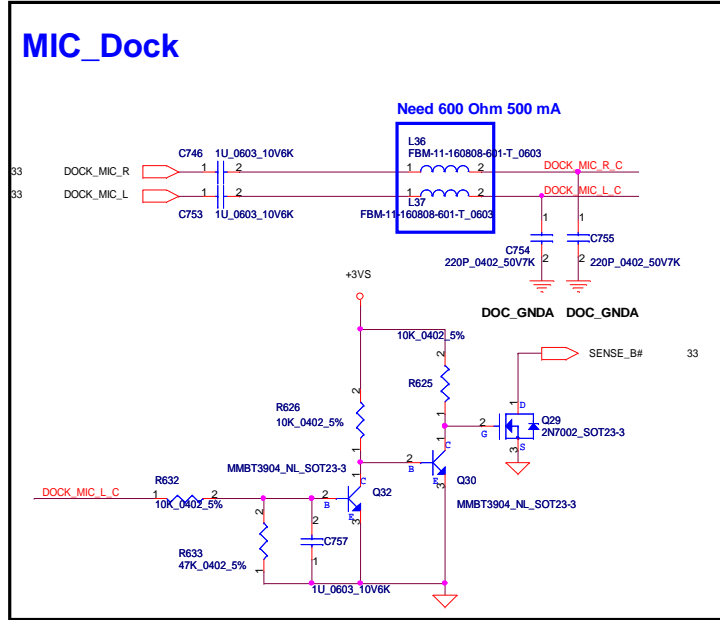 MIC_Dock
Need 600 Ohm 500 mA
C746 1U_0603_10V6K
L36
FBM-11-160808-601-T_0603
33 DOCK_MIC_R 1 2 1 2 DOCK_MIC_R_C
33 DOCK_MIC_L 1 2 1 2 DOCK_MIC_L_C
C753 1U_0603_10V6K
L37
FBM-11-160808-601-T_0603
1 1
C754 C755
2 2
220P_0402_50V7K 220P_0402_50V7K
+3VS
DOC_GNDA DOC_GNDA
10K_0402_5%
SENSE_B# 33
2
R625
1
2
R626
10K_0402_5%
1
1 D
2 G Q29
2N7002_SOT23-3
3 S
MMBT3904_NL_SOT23-3
1 C
2 B
Q30
3 E
MMBT3904_NL_SOT23-3
DOCK_MIC_L_C 1 R632 2
10K_0402_5%
1 C
2 B
Q32
3 E
2
R633
47K_0402_5%
1
2
C757
1
1U_0603_10V6K